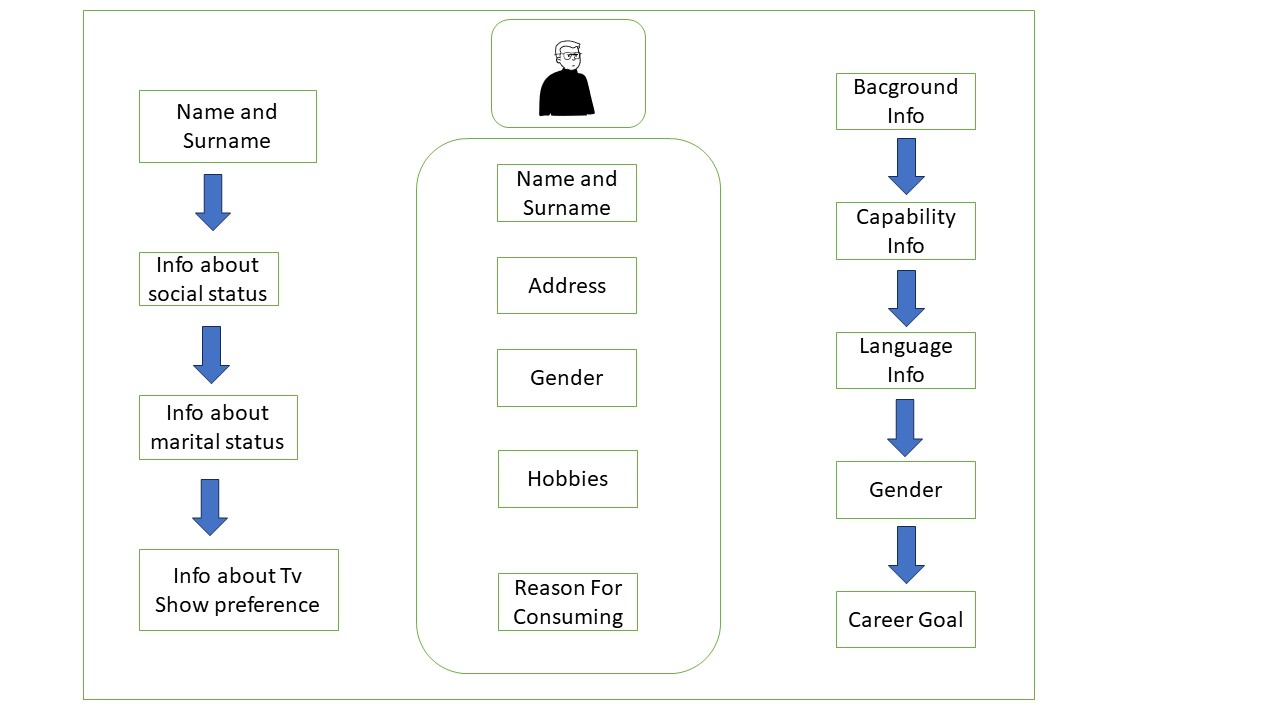 Name and
Surname
Info about
social status
Info about
marital status
Info about Tv
Show preference
Name and
Surname
Address
Gender
Hobbies
Reason For
Consuming
Bacground
Info
Capability
Info
Language
Info
Gender
Career Goal